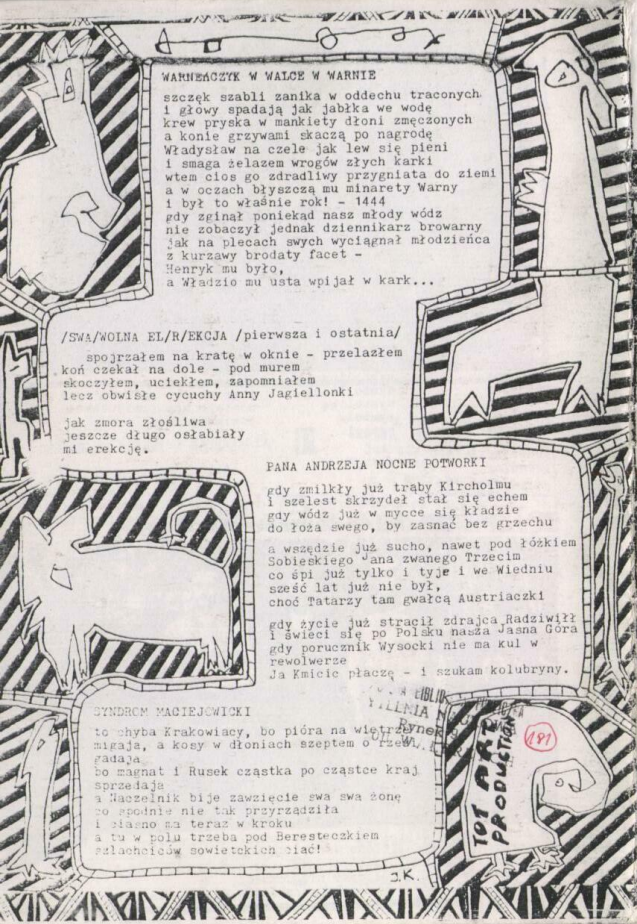 WARNEŃCZYK W WALCE W WARNIE
szczęk szabli zanika w oddechu traconych
i głowy spadają jak jabłka we wodę
krew pryska w mankiety dłoni zmęczonych
a konie grzywami skaczą po nagrodę
Władysław na czele jak lew się pieni
i smaga żelazem wrogów złych karki
wtem cios go zdradliwy przygniata do ziemi
a w oczach błyszczą mu minarety Warny
i był to właśnie rok! - 1444
gdy zginął poniekąd nasz młody wódz
nie zobaczył jednak dziennikarz browarny
jak na plecach swych wyciągnął młodzieńca
z kurzawy brodaty facet -
Henryk mu było,
a Władzio mu usta wpijał w kark...
/SWA/WOLNA EL/R/EKCJA /pierwsza i ostatnia/
spojrzałem na kratę w oknie - przelazłem
koń czekał na dole - pod murem
skoczyłem, uciekłem, zapomniałem
lecz obwisłe cycuchy Anny Jagiellonki
jak zmora złośliwa
jeszcze długo osłabiały
mi erekcję.
PANA ANDRZEJA NOCNE POTWORKI
gdy zmilkły już trąby Kircholmu
i szelest skrzydeł stał się echem
gdy wódz już w mycce się kładzie
do łoża swego, by zasnąć bez grzechu
a wszędzie już sucho, nawet pod łóżkiem
Sobieskiego Jana zwanego Trzecim
co śpi już tylko i tyje i we Wiedniu
sześć lat już nie był,
choć Tatarzy tam gwałcą Austriaczki
gdy życie już stracił zdrajca Radziwiłł
i świeci się po Polsku nasza Jasna Góra
gdy porucznik Wysocki nie ma kul w
rewolwerze
Ja Kmicic płaczę - i szukam kolubryny.
SYNDROM MACIEJOWICKI
to chyba Krakowiacy, bo pióra na wietrze
migają, a kosy w dłoniach szeptem o rzezi
gadają
bo magnat i Rusek cząstka po cząstce kraj
sprzedają
a Naczelnik bije zawzięcie swą swą żonę
co spodnie nie tak przyrządziła
i ciasno ma teraz w kroku
a tu w polu trzeba pod Beresteczkiem
szlachciców sowietckich ciać!
J.K.
Rynek 9
TOT ART
PRODUCTION
181